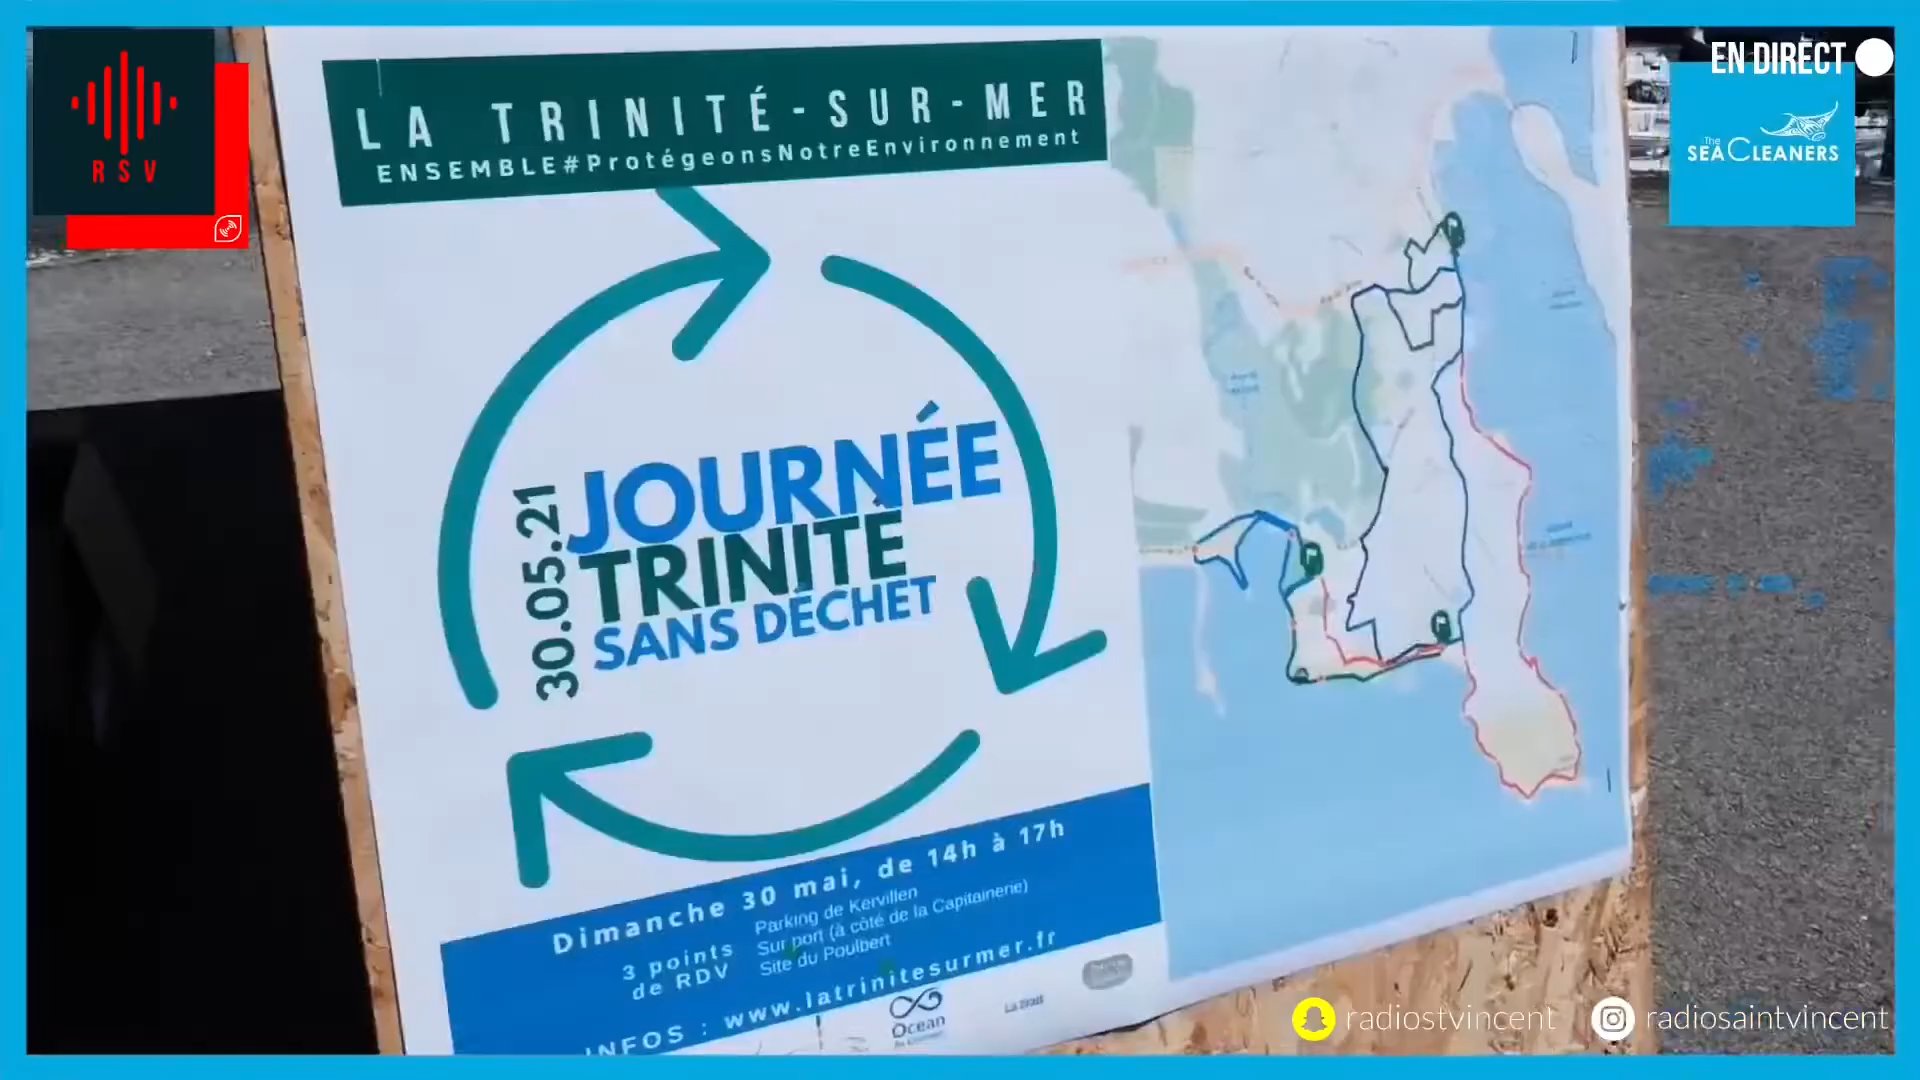 RSV
EN DIRECT
The
SEACLEANERS
LA TRINITÉ-SUR-MER
ENSEMBLE#ProtégeonsNotreEnvironnement
30.05.21
JOURNÉE
TRINITÉ
SANS DÉCHET
Dimanche 30 mai, de 14h à 17h
3 points
de RDV
Parking de Kervillen
Sur port (à côté de la Capitainerie)
Site du Poulbert
INFOS : www.latrinitesurmer.fr
Ocean
radiostvincent
radiosaintvincent